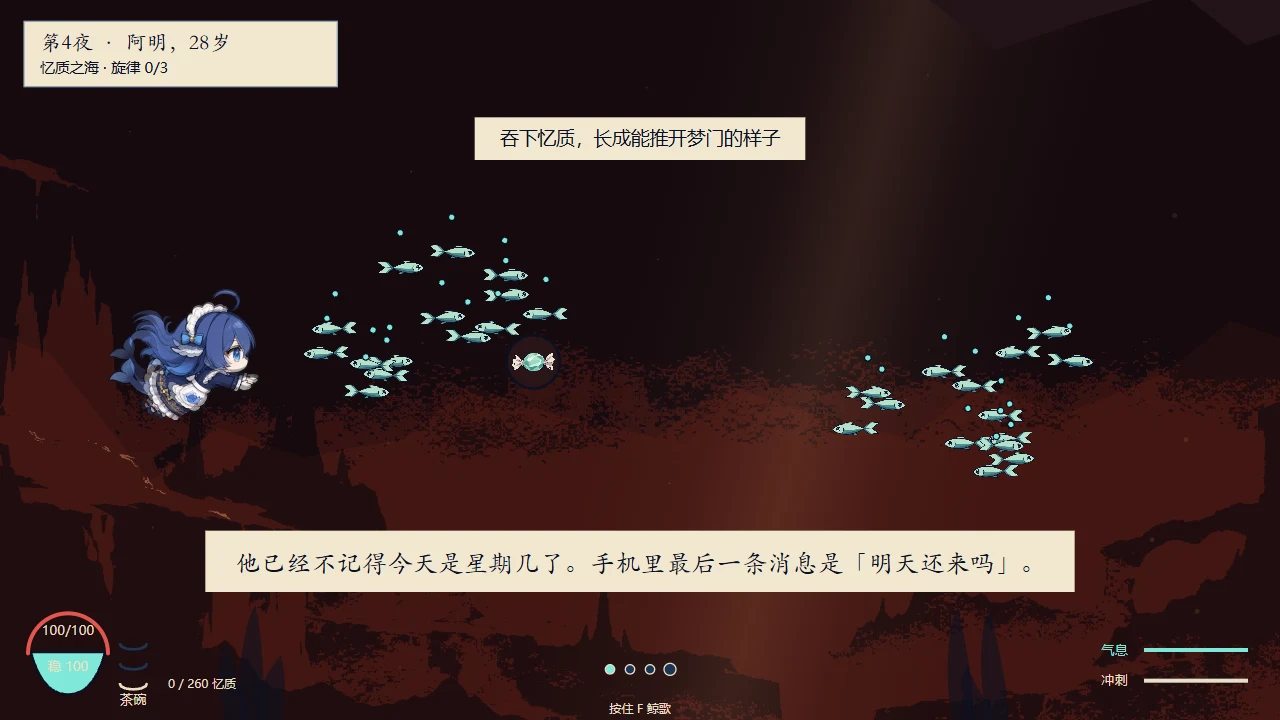 第4夜 · 阿明，28岁
忆质之海 · 旋律 0/3
吞下忆质，长成能推开梦门的样子
他已经不记得今天是星期几了。手机里最后一条消息是「明天还来吗」。
100/100
稳 100
茶碗
0 / 260 忆质
按住 F 鲸歌
气息
冲刺